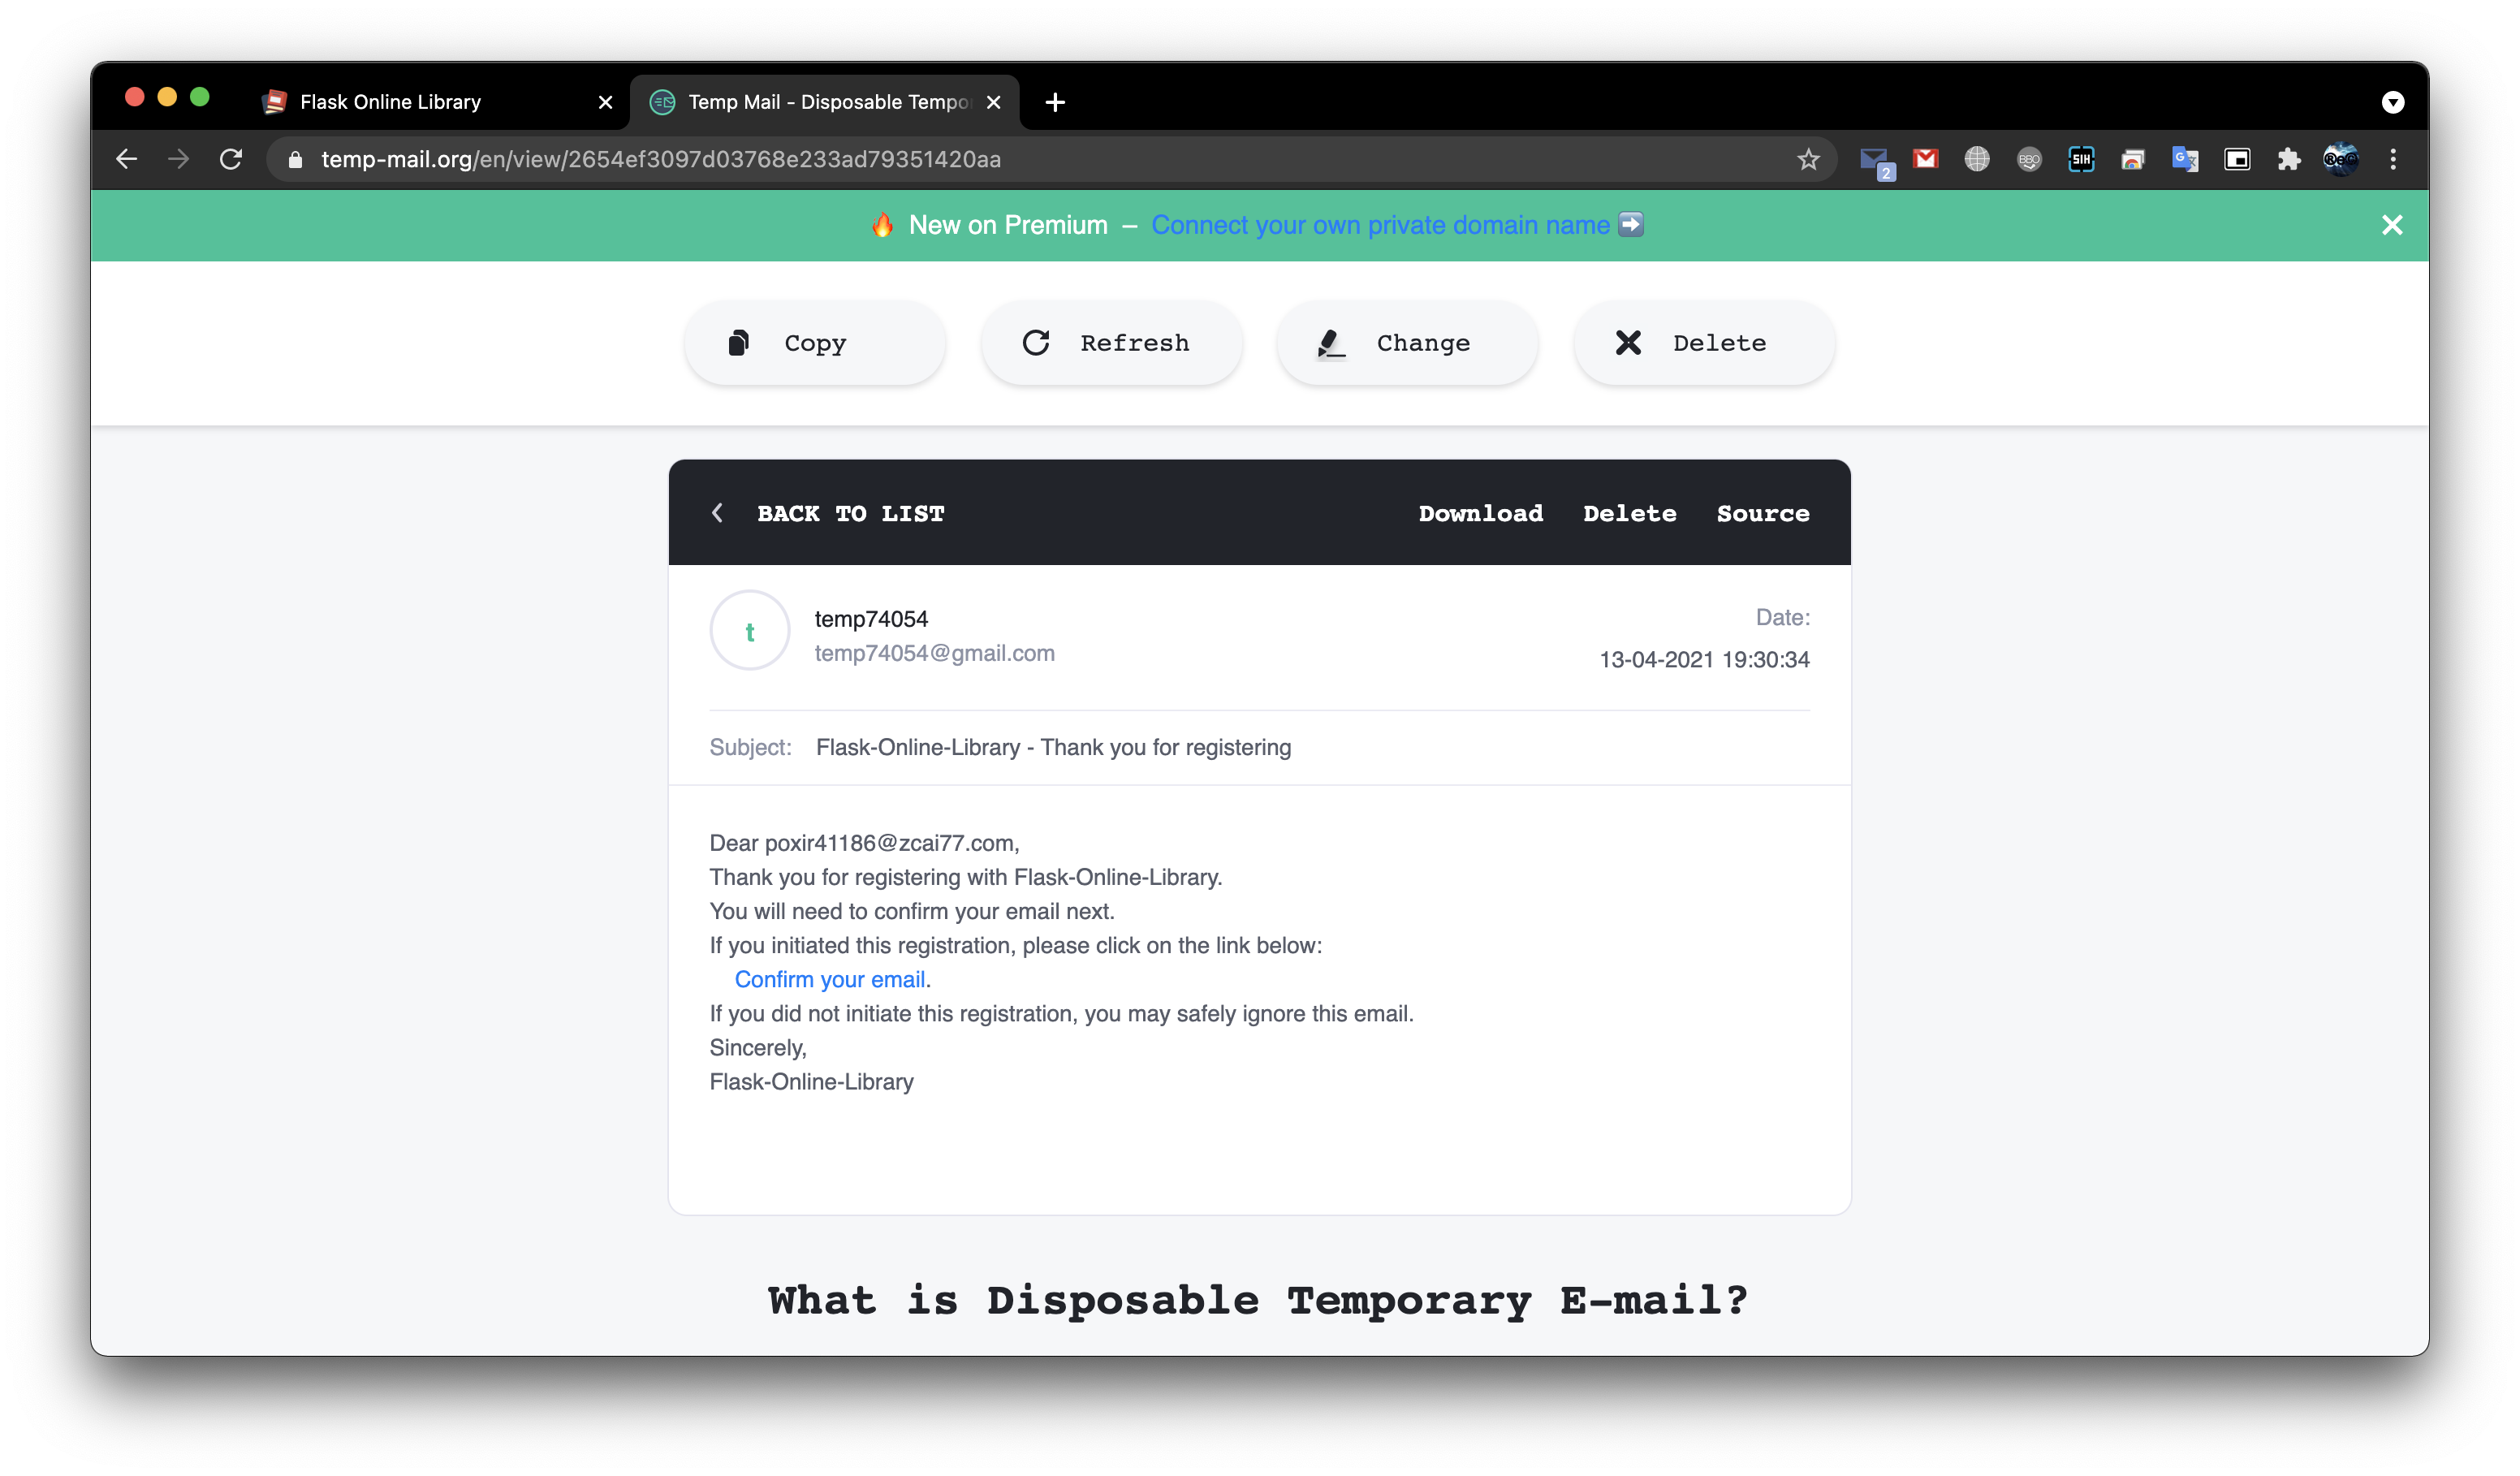 Flask Online Library
Temp Mail - Disposable Tempo
temp-mail.org/en/view/2654ef3097d03768e233ad79351420aa
2
BBO
SIH
G
New on Premium – Connect your own private domain name
Copy
Refresh
Change
Delete
BACK TO LIST
Download
Delete
Source
t
temp74054
temp74054@gmail.com
Date:
13-04-2021 19:30:34
Subject: Flask-Online-Library - Thank you for registering
Dear poxir41186@zcai77.com,
Thank you for registering with Flask-Online-Library.
You will need to confirm your email next.
If you initiated this registration, please click on the link below:
Confirm your email.
If you did not initiate this registration, you may safely ignore this email.
Sincerely,
Flask-Online-Library
What is Disposable Temporary E-mail?